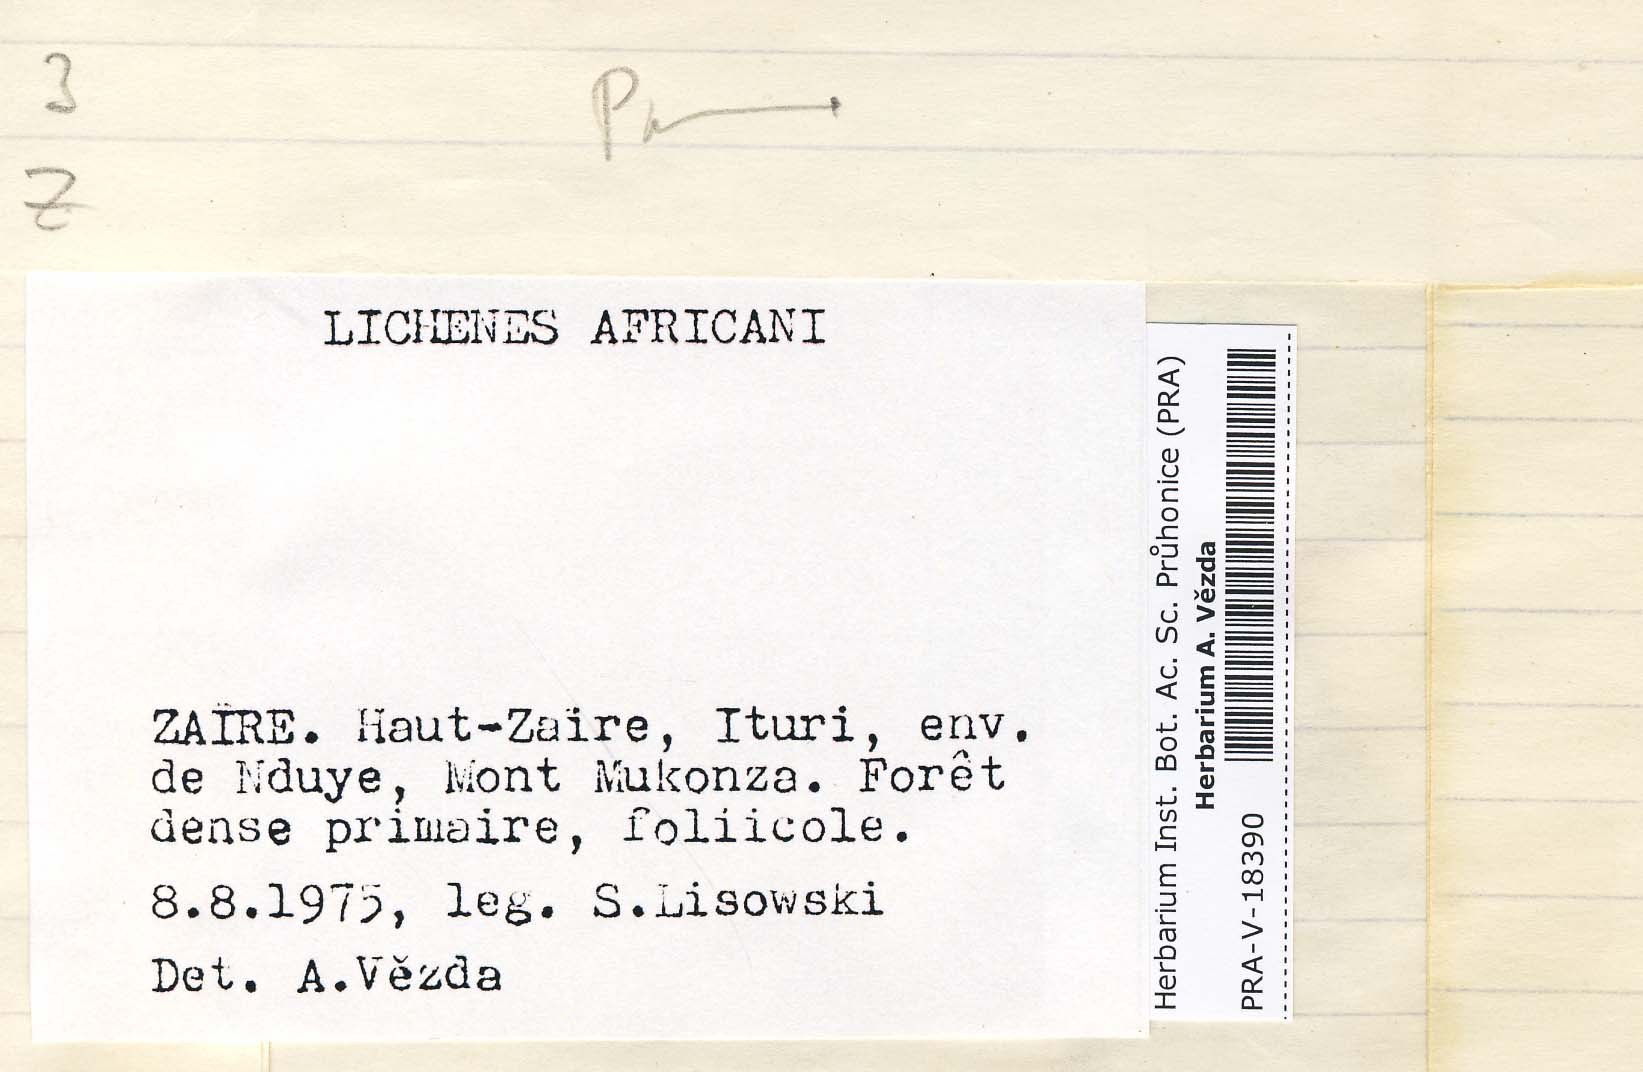 3
Z
LICHENES AFRICANI
ZAÏRE. Haut-Zaïre, Ituri, env.
de Nduye, Mont Mukonza. Forêt
dense primaire, foliicole.
8.8.1975, leg. S.Lisowski
Det. A.Vězda
Herbarium Inst. Bot. Ac. Sc. Průhonice (PRA)
Herbarium A. Vězda
PRA-V-18390